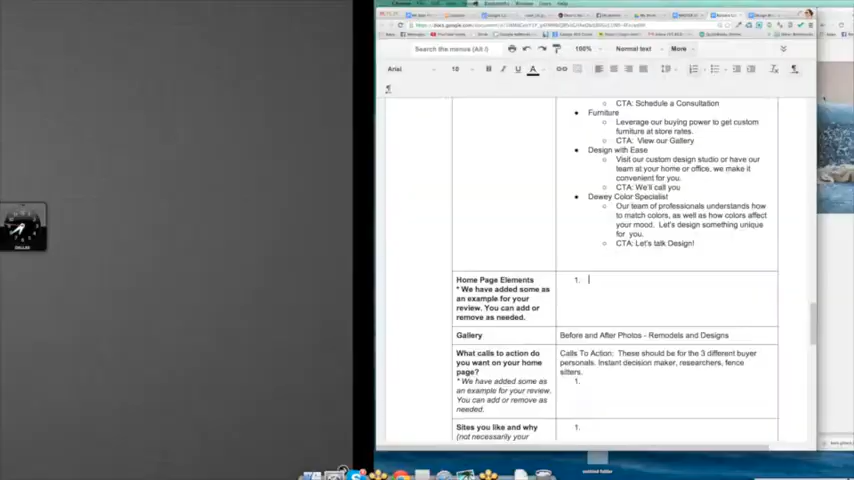 Search the menus (Alt+/)
100%
Normal text
More
Arial
10
B I U A
CTA: Schedule a Consultation
Furniture
Leverage our buying power to get custom
furniture at store rates.
CTA: View our Gallery
Design with Ease
Visit our custom design studio or have our
team at your home or office, we make it
convenient for you.
CTA: We'll call you
Dewey Color Specialist
Our team of professionals understands how
to match colors, as well as how colors affect
your mood. Let's design something unique
for you.
CTA: Let's talk Design!
Home Page Elements
* We have added some as
an example for your
review. You can add or
remove as needed.
1.
Gallery
Before and After Photos - Remodels and Designs
What calls to action do
you want on your home
page?
* We have added some as
an example for your review.
You can add or remove as
needed.
Calls To Action: These should be for the 3 different buyer
personals. Instant decision maker, researchers, fence
sitters.
1.
Sites you like and why
(not necessarily your
1.
DALLAS
untitled folder